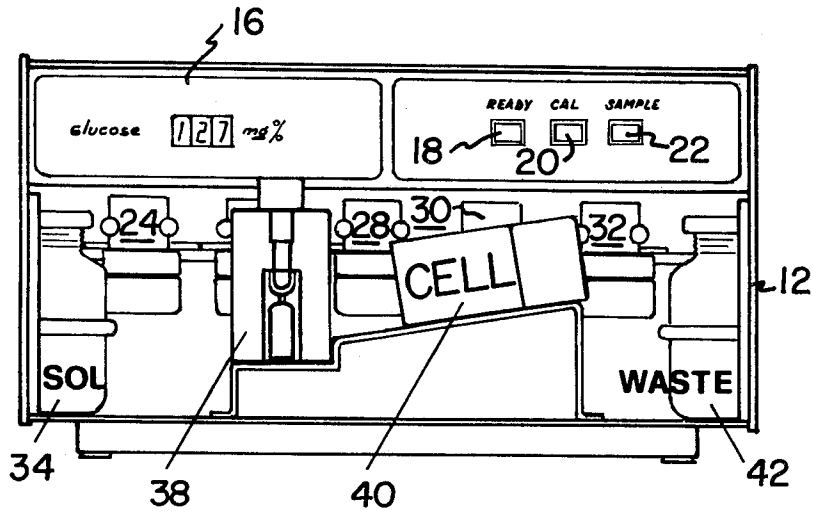 16
READY CAL SAMPLE
Glucose 127 mg%
18 20 22
24 28 30 32
CELL
12
SOL WASTE
34 38 40 42